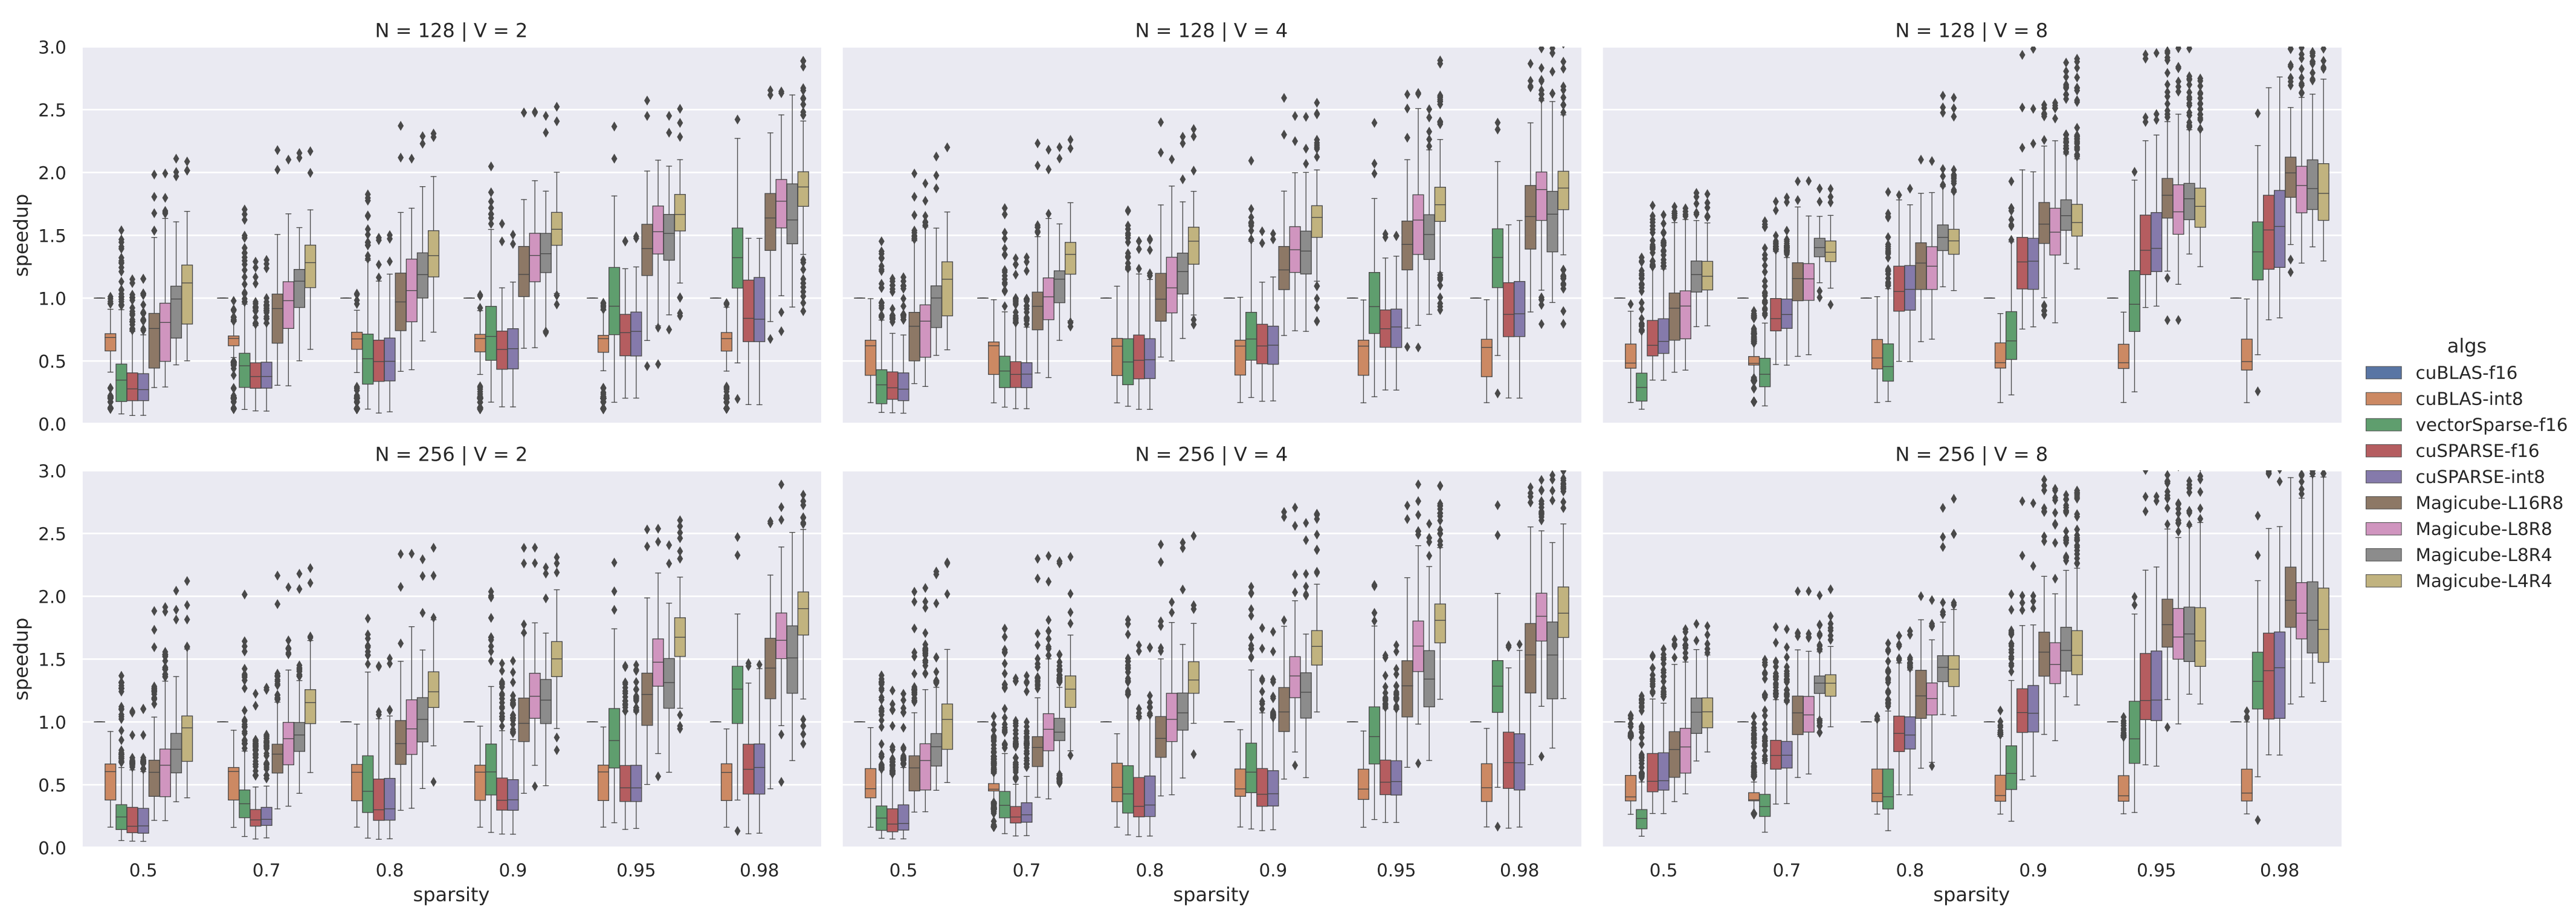 N = 128 | V = 2
N = 128 | V = 4
N = 128 | V = 8
speedup
3.0
2.5
2.0
1.5
1.0
0.5
0.0
N = 256 | V = 2
N = 256 | V = 4
N = 256 | V = 8
speedup
3.0
2.5
2.0
1.5
1.0
0.5
0.0
0.5 0.7 0.8 0.9 0.95 0.98
sparsity
0.5 0.7 0.8 0.9 0.95 0.98
sparsity
0.5 0.7 0.8 0.9 0.95 0.98
sparsity
algs
cuBLAS-f16
cuBLAS-int8
vectorSparse-f16
cuSPARSE-f16
cuSPARSE-int8
Magicube-L16R8
Magicube-L8R8
Magicube-L8R4
Magicube-L4R4